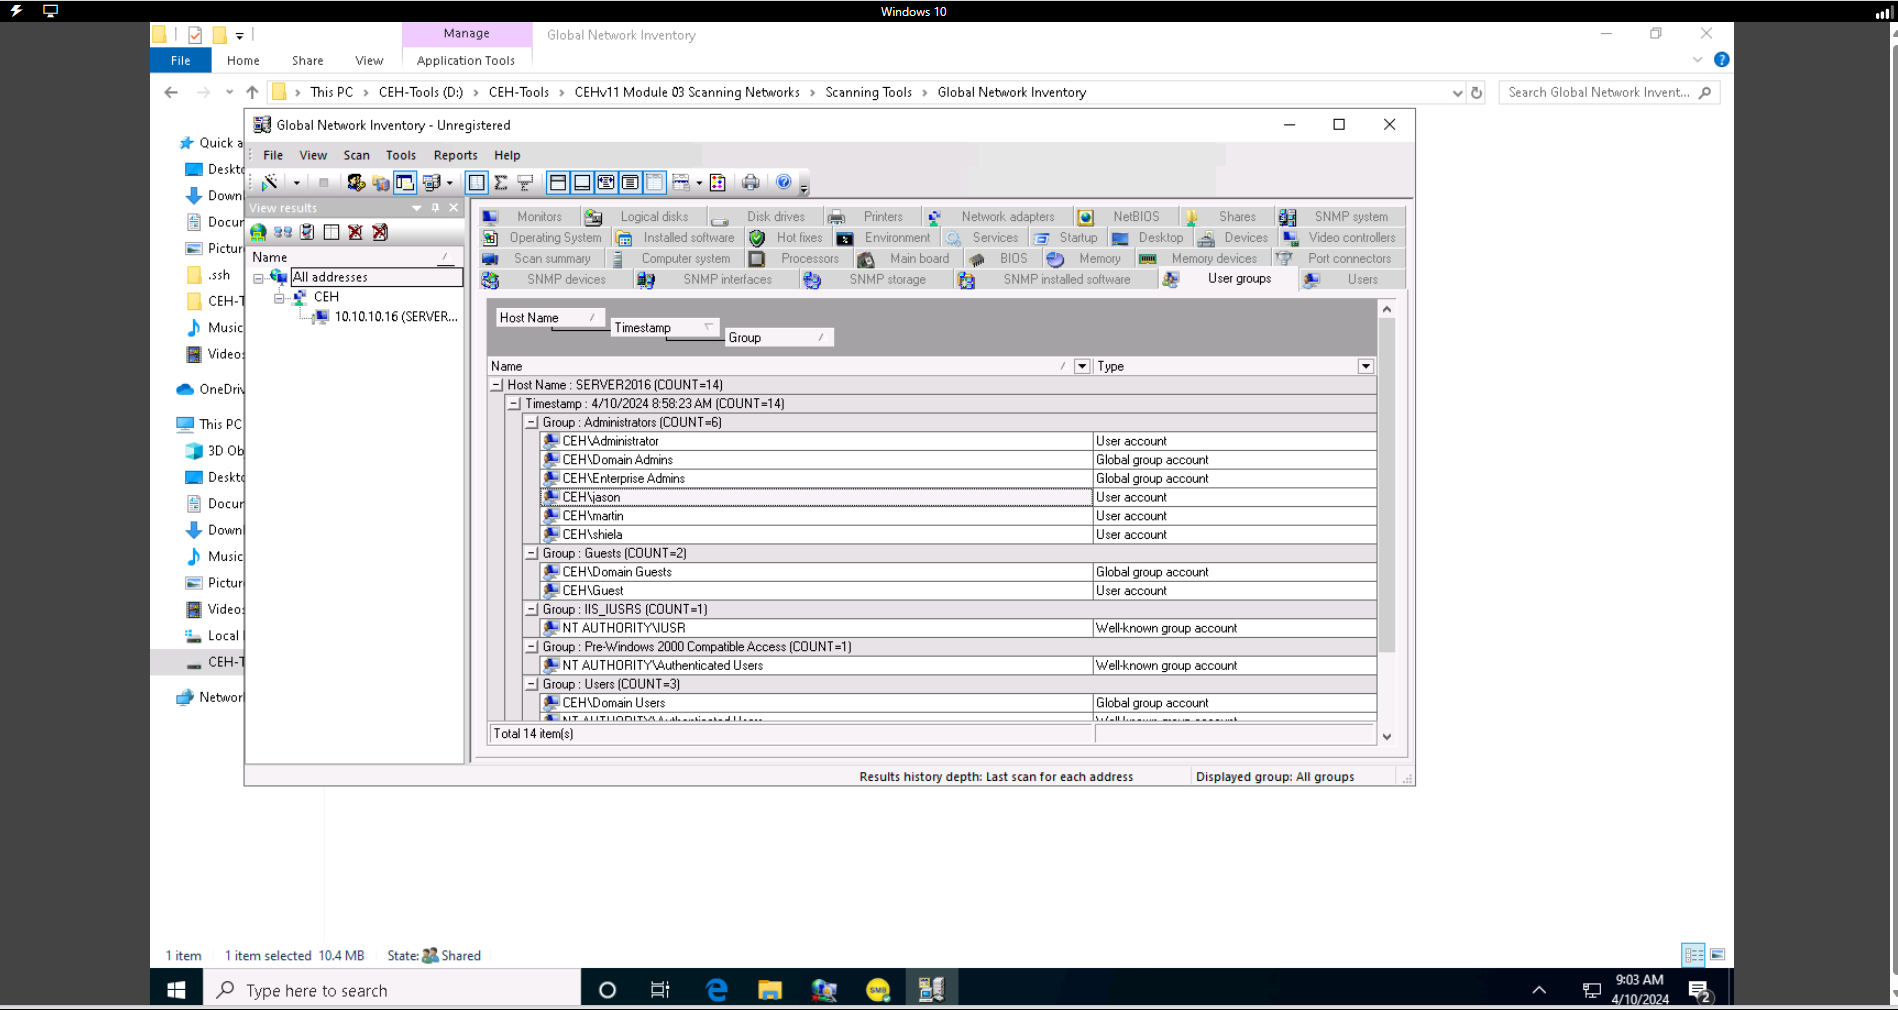 Windows 10
Manage
Global Network Inventory
File Home Share View Application Tools
This PC > CEH-Tools (D:) > CEH-Tools > CEHv11 Module 03 Scanning Networks > Scanning Tools > Global Network Inventory
Search Global Network Invent...
Quick a
Deskto
Down
Docur
Pictur
.ssh
CEH-T
Music
Videos
OneDriv
This PC
3D Ob
Deskto
Docur
Downl
Music
Pictur
Videos
Local
CEH-T
Networ
Global Network Inventory - Unregistered
File View Scan Tools Reports Help
View results
Name
All addresses
CEH
10.10.10.16 (SERVER...
Monitors Logical disks Disk drives Printers Network adapters NetBIOS Shares SNMP system
Operating System Installed software Hot fixes Environment Services Startup Desktop Devices Video controllers
Scan summary Computer system Processors Main board BIOS Memory Memory devices Port connectors
SNMP devices SNMP interfaces SNMP storage SNMP installed software User groups Users
Host Name
Timestamp
Group
Name Type
Host Name : SERVER2016 (COUNT=14)
Timestamp : 4/10/2024 8:58:23 AM (COUNT=14)
Group : Administrators (COUNT=6)
CEH\Administrator User account
CEH\Domain Admins Global group account
CEH\Enterprise Admins Global group account
CEH\jason User account
CEH\martin User account
CEH\shiela User account
Group : Guests (COUNT=2)
CEH\Domain Guests Global group account
CEH\Guest User account
Group : IIS_IUSRS (COUNT=1)
NT AUTHORITY\IUSR Well-known group account
Group : Pre-Windows 2000 Compatible Access (COUNT=1)
NT AUTHORITY\Authenticated Users Well-known group account
Group : Users (COUNT=3)
CEH\Domain Users Global group account
NT AUTHORITY\Authenticated Users Well-known group account
Total 14 item(s)
Results history depth: Last scan for each address Displayed group: All groups
1 item 1 item selected 10.4 MB State: Shared
Type here to search
SMB
9:03 AM
4/10/2024
2